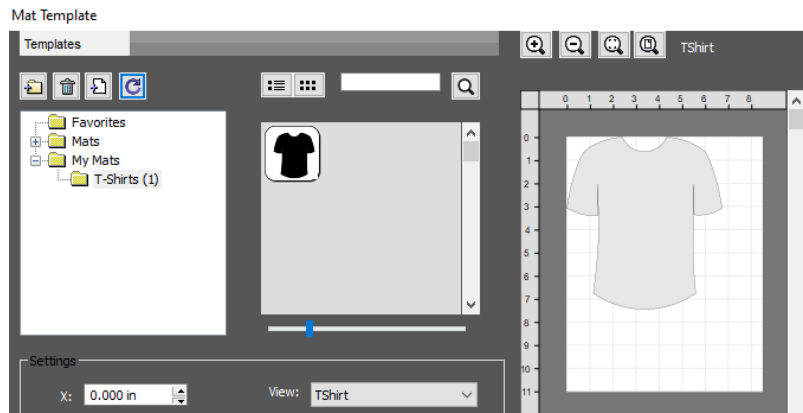 Mat Template
Templates
TShirt
Favorites
Mats
My Mats
T-Shirts (1)
0 1 2 3 4 5 6 7 8
0
1
2
3
4
5
6
7
8
9
10
11
Settings
X: 0.000 in
View: TShirt